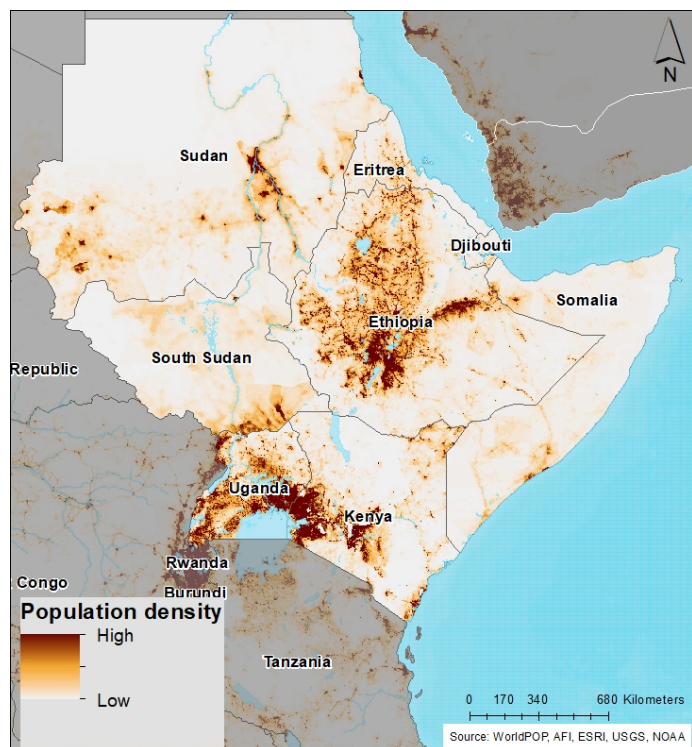 N
Sudan
Eritrea
Djibouti
Somalia
Ethiopia
South Sudan
Republic
Uganda
Kenya
Rwanda
Congo
Burundi
Population density
High
Low
Tanzania
0 170 340 680 Kilometers
Source: WorldPOP, AFI, ESRI, USGS, NOAA